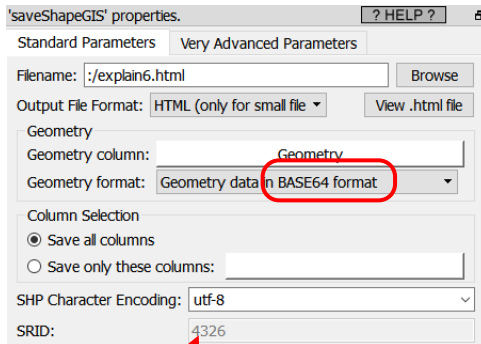 'saveShapeGIS' properties. ? HELP ?
Standard Parameters Very Advanced Parameters
Filename: :/explain6.html Browse
Output File Format: HTML (only for small file View .html file
Geometry
Geometry column: Geometry
Geometry format: Geometry data in BASE64 format
Column Selection
Save all columns
Save only these columns:
SHP Character Encoding: utf-8
SRID: 4326